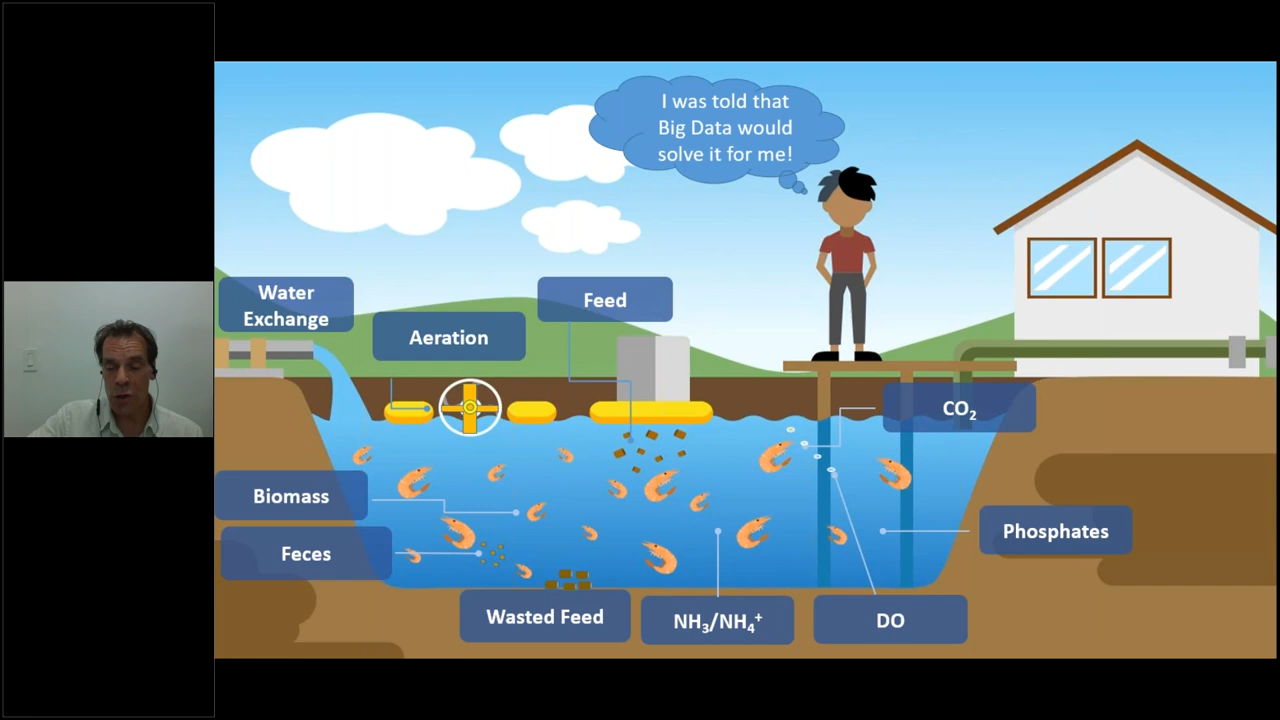 I was told that
Big Data would
solve it for me!
Water
Exchange
Feed
Aeration
CO₂
Biomass
Phosphates
Feces
Wasted Feed
NH₃/NH₄⁺
DO